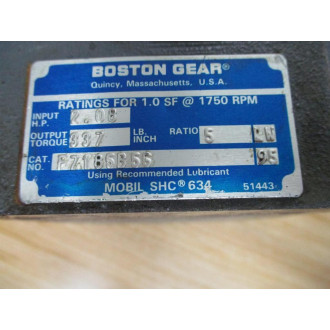 BOSTON GEAR®
Quincy, Massachusetts, U.S.A.
RATINGS FOR 1.0 SF @ 1750 RPM
INPUT H.P. 2.08
OUTPUT TORQUE 337 LB. INCH RATIO 5
CAT. NO.
Using Recommended Lubricant
MOBIL SHC® 634 51443